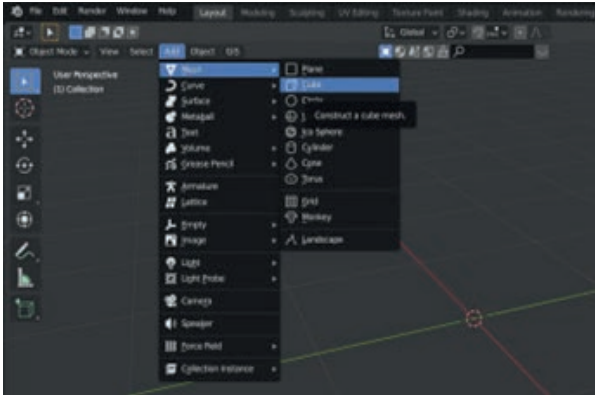 File Edit Render Window Help Layout Modeling Sculpting UV Editing Texture Paint Shading Animation Rendering
Global
Object Mode View Select Add Object GIS
User Perspective
(1) Collection
Mesh
Curve
Surface
Metaball
Text
Volume
Grease Pencil
Armature
Lattice
Empty
Image
Light
Light Probe
Camera
Speaker
Force Field
Collection Instance
Plane
Cube
Circle
Construct a cube mesh.
Ico Sphere
Cylinder
Cone
Torus
Grid
Monkey
Landscape